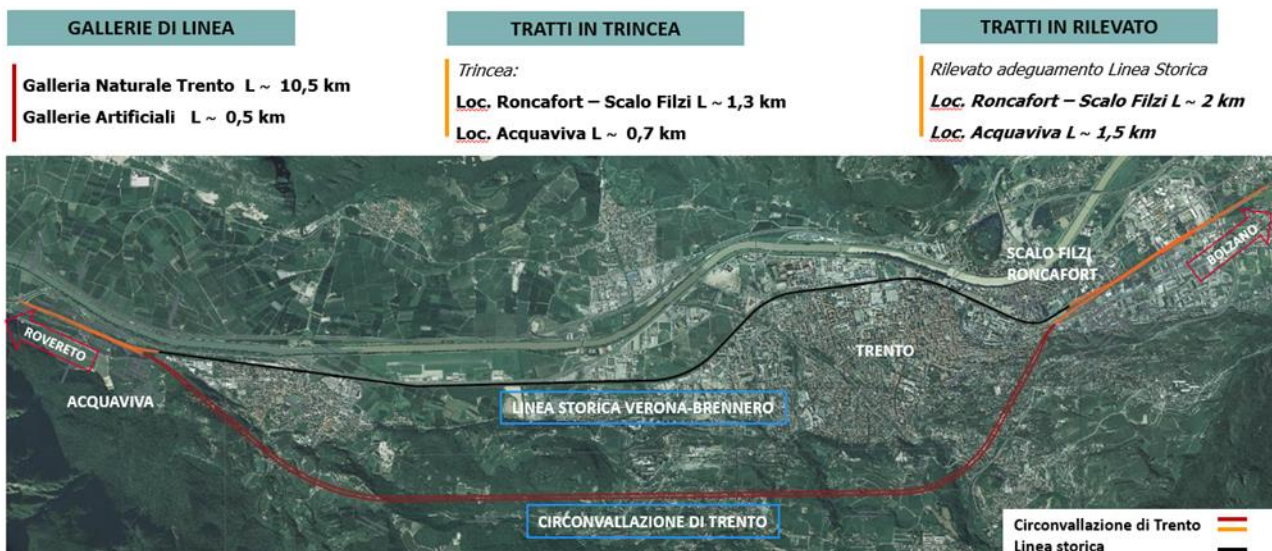 GALLERIE DI LINEA
Galleria Naturale Trento L ~ 10,5 km
Gallerie Artificiali L ~ 0,5 km
TRATTI IN TRINCEA
Trincea:
Loc. Roncafort – Scalo Filzi L ~ 1,3 km
Loc. Acquaviva L ~ 0,7 km
TRATTI IN RILEVATO
Rilevato adeguamento Linea Storica
Loc. Roncafort – Scalo Filzi L ~ 2 km
Loc. Acquaviva L ~ 1,5 km
SCALO FILZI
RONCAFORT
BOLZANO
ROVERETO
TRENTO
ACQUAVIVA
LINEA STORICA VERONA-BRENNERO
CIRCONVALLAZIONE DI TRENTO
Circonvallazione di Trento
Linea storica